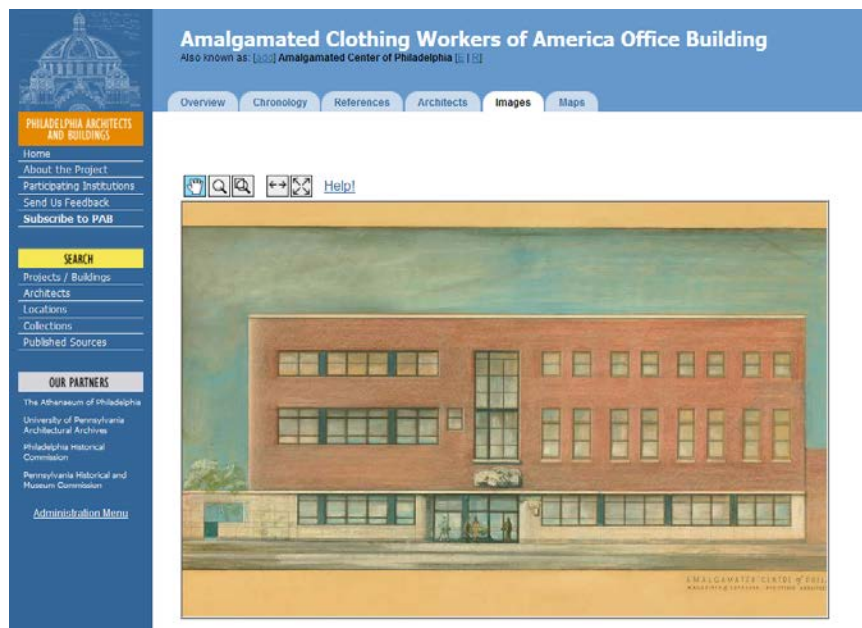 Amalgamated Clothing Workers of America Office Building
Also known as: [add] Amalgamated Center of Philadelphia [E | R]
Overview
Chronology
References
Architects
Images
Maps
PHILADELPHIA ARCHITECTS
AND BUILDINGS
Home
About the Project
Participating Institutions
Send Us Feedback
Subscribe to PAB
SEARCH
Projects / Buildings
Architects
Locations
Collections
Published Sources
OUR PARTNERS
The Athenaeum of Philadelphia
University of Pennsylvania
Architectural Archives
Philadelphia Historical
Commission
Pennsylvania Historical and
Museum Commission
Administration Menu
Help!
AMALGAMATED CENTRE of PHIL